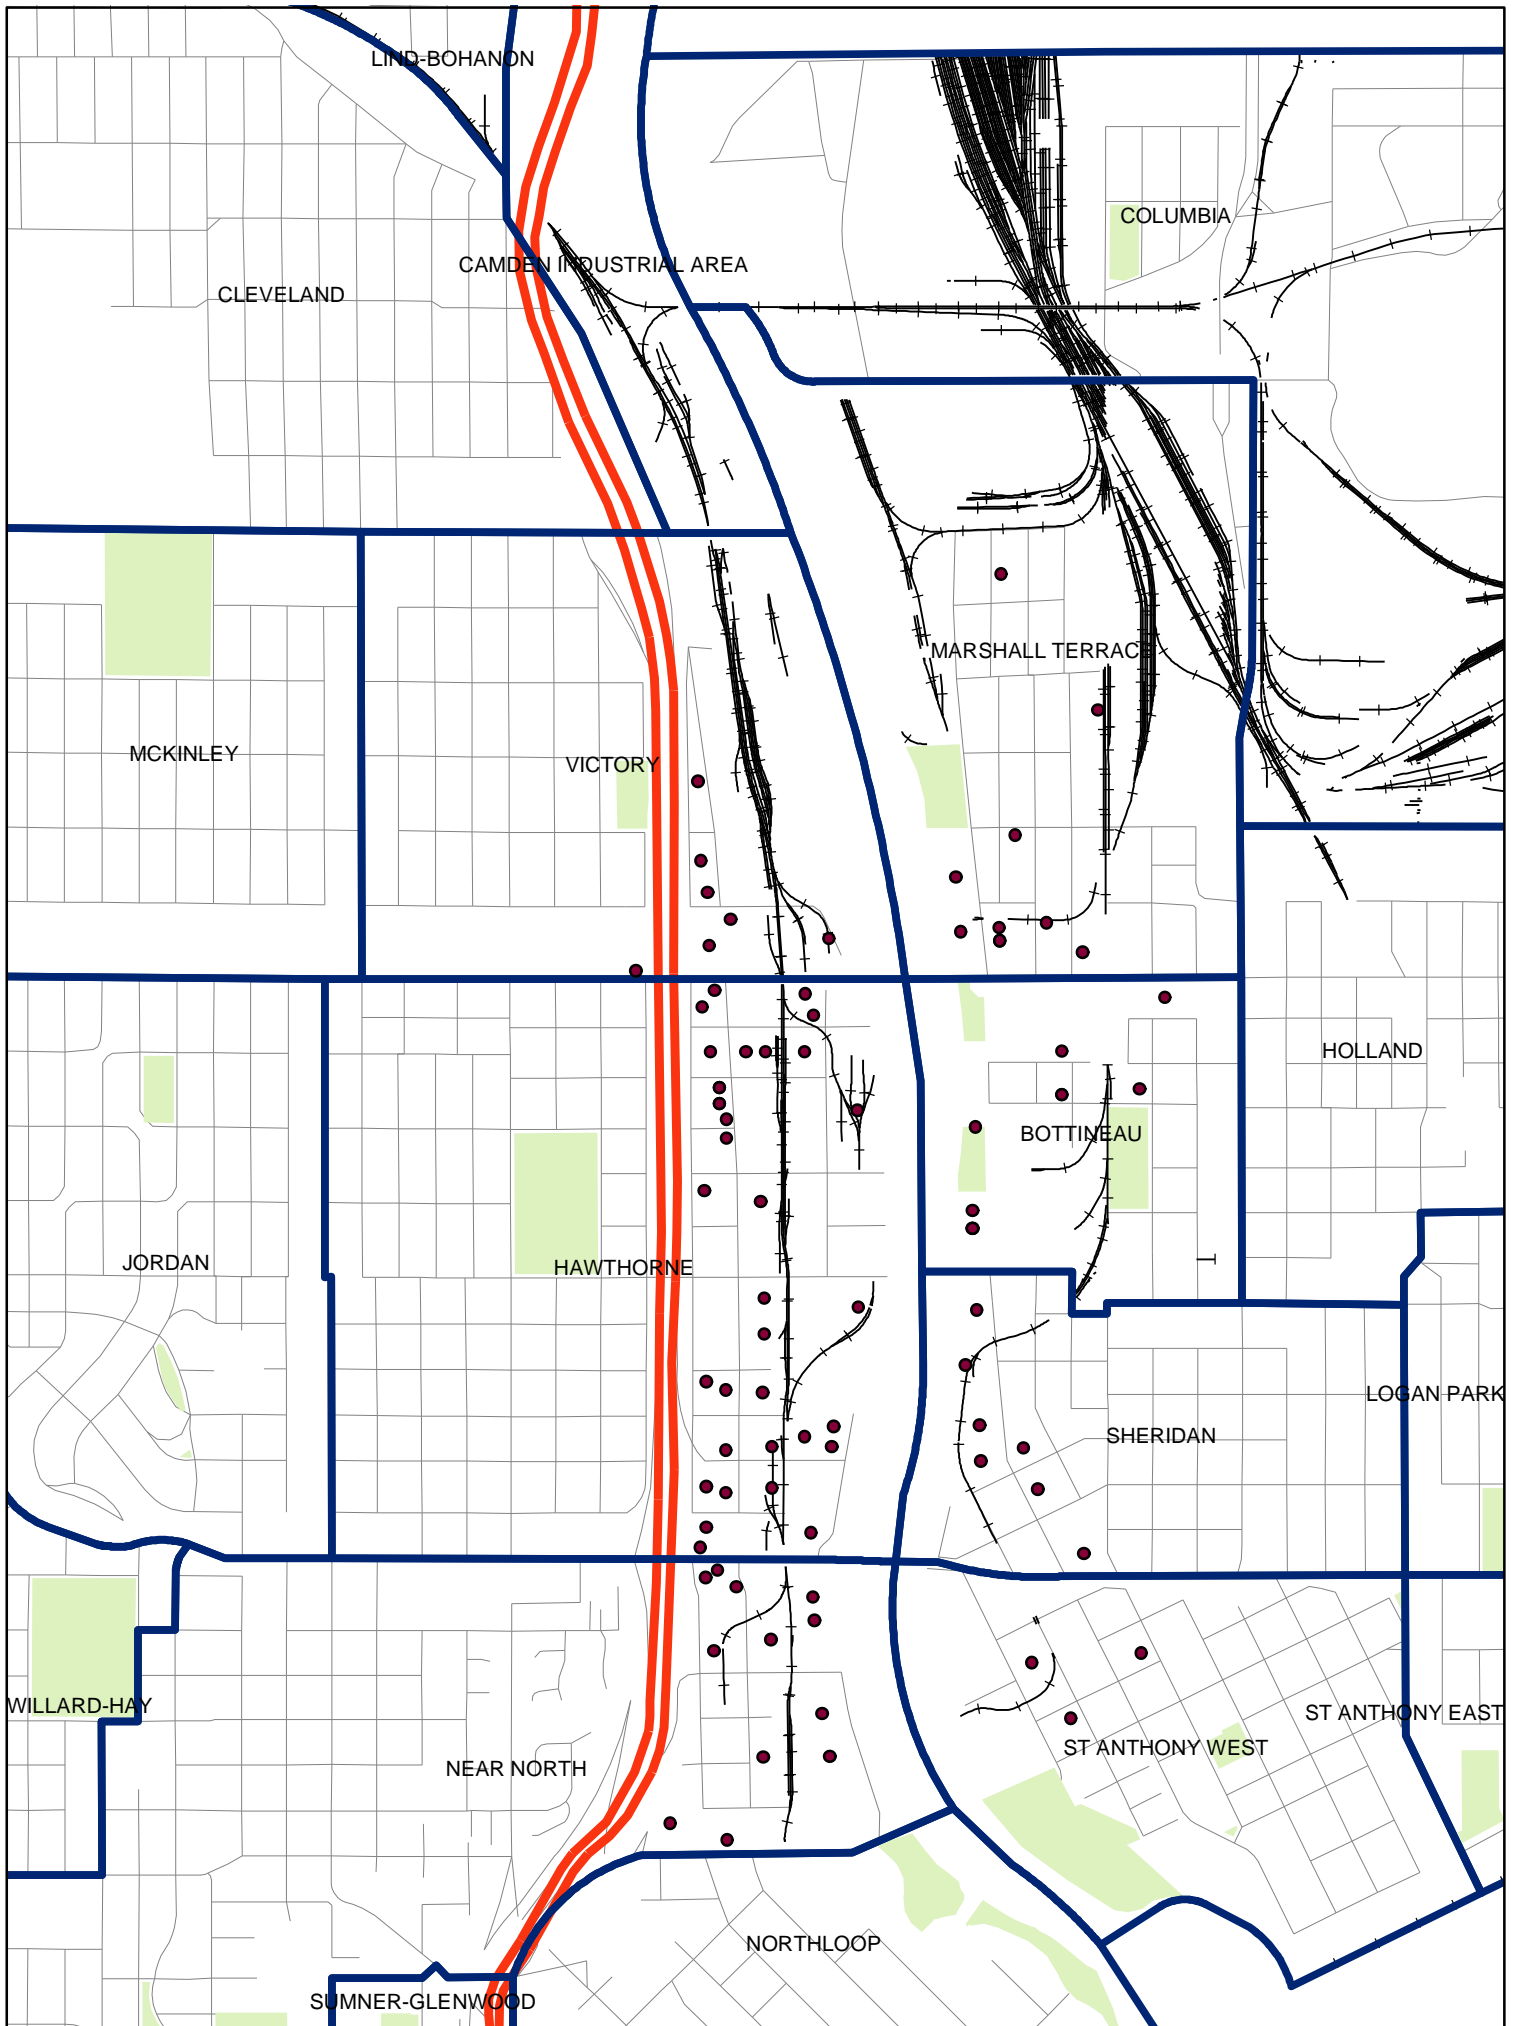 LIND-BOHANON
COLUMBIA
CAMDEN INDUSTRIAL AREA
CLEVELAND
MARSHALL TERRACE
MCKINLEY
VICTORY
HOLLAND
BOTTINEAU
JORDAN
HAWTHORNE
LOGAN PARK
SHERIDAN
WILLARD-HAY
ST ANTHONY EAST
ST ANTHONY WEST
NEAR NORTH
NORTHLOOP
SUMNER-GLENWOOD